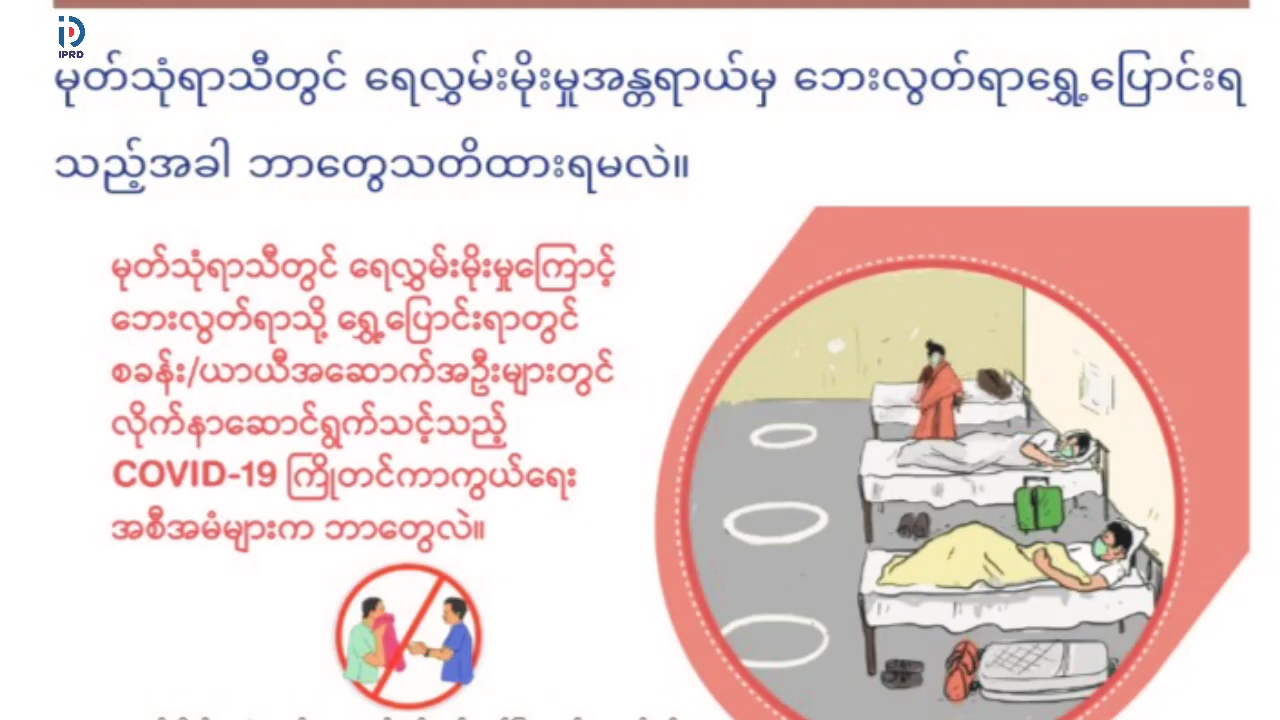 IPRD
မုတ်သုံရာသီတွင် ရေလွှမ်းမိုးမှုအန္တရာယ်မှ ဘေးလွတ်ရာရွှေ့ပြောင်းရ
သည့်အခါ ဘာတွေသတိထားရမလဲ။
မုတ်သုံရာသီတွင် ရေလွှမ်းမိုးမှုကြောင့်
ဘေးလွတ်ရာသို့ ရွှေ့ပြောင်းရာတွင်
စခန်း/ယာယီအဆောက်အဦးများတွင်
လိုက်နာဆောင်ရွက်သင့်သည့်
COVID-19 ကြိုတင်ကာကွယ်ရေး
အစီအမံများက ဘာတွေလဲ။